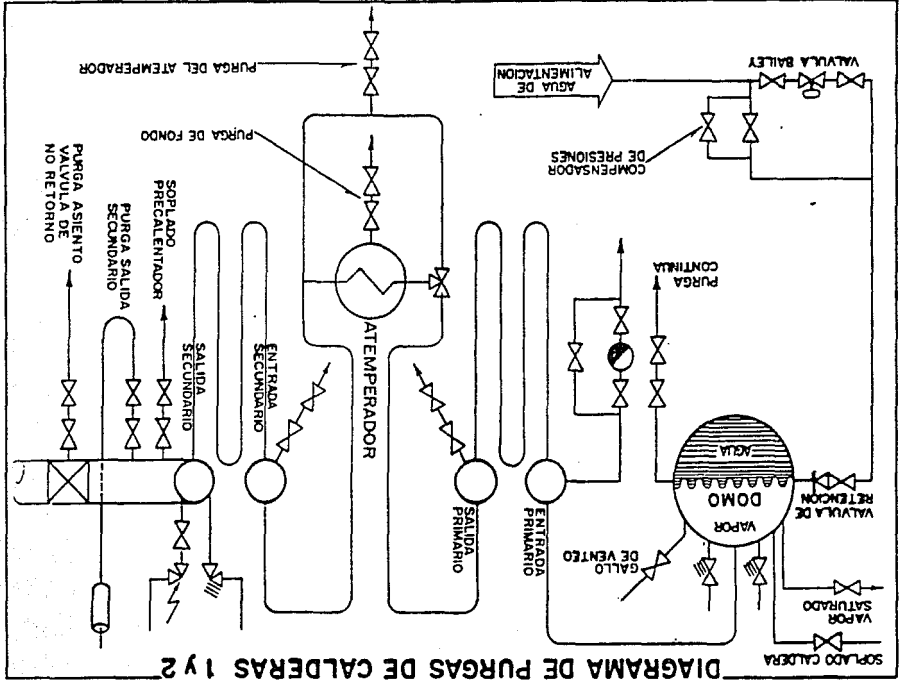 DIAGRAMA DE PURGAS DE CALDERAS 1 y 2
SOPLADO CALDERA
VAPOR
SATURADO
GALLO
DE VENTEO
VAPOR
DOMO
AGUA
VALVULA DE
RETENCION
ENTRADA
PRIMARIO
SALIDA
PRIMARIO
ATEMPERADOR
ENTRADA
SECUNDARIO
SALIDA
SECUNDARIO
PURGA
CONTINUA
SOPLADO
PRECALENTADOR
PURGA SALIDA
SECUNDARIO
PURGA ASIENTO
VALVULA DE
NO RETORNO
COMPENSADOR
DE PRESIONES
PURGA DE FONDO
AGUA DE
ALIMENTACION
VALVULA BAILEY
PURGA DEL ATEMPERADOR